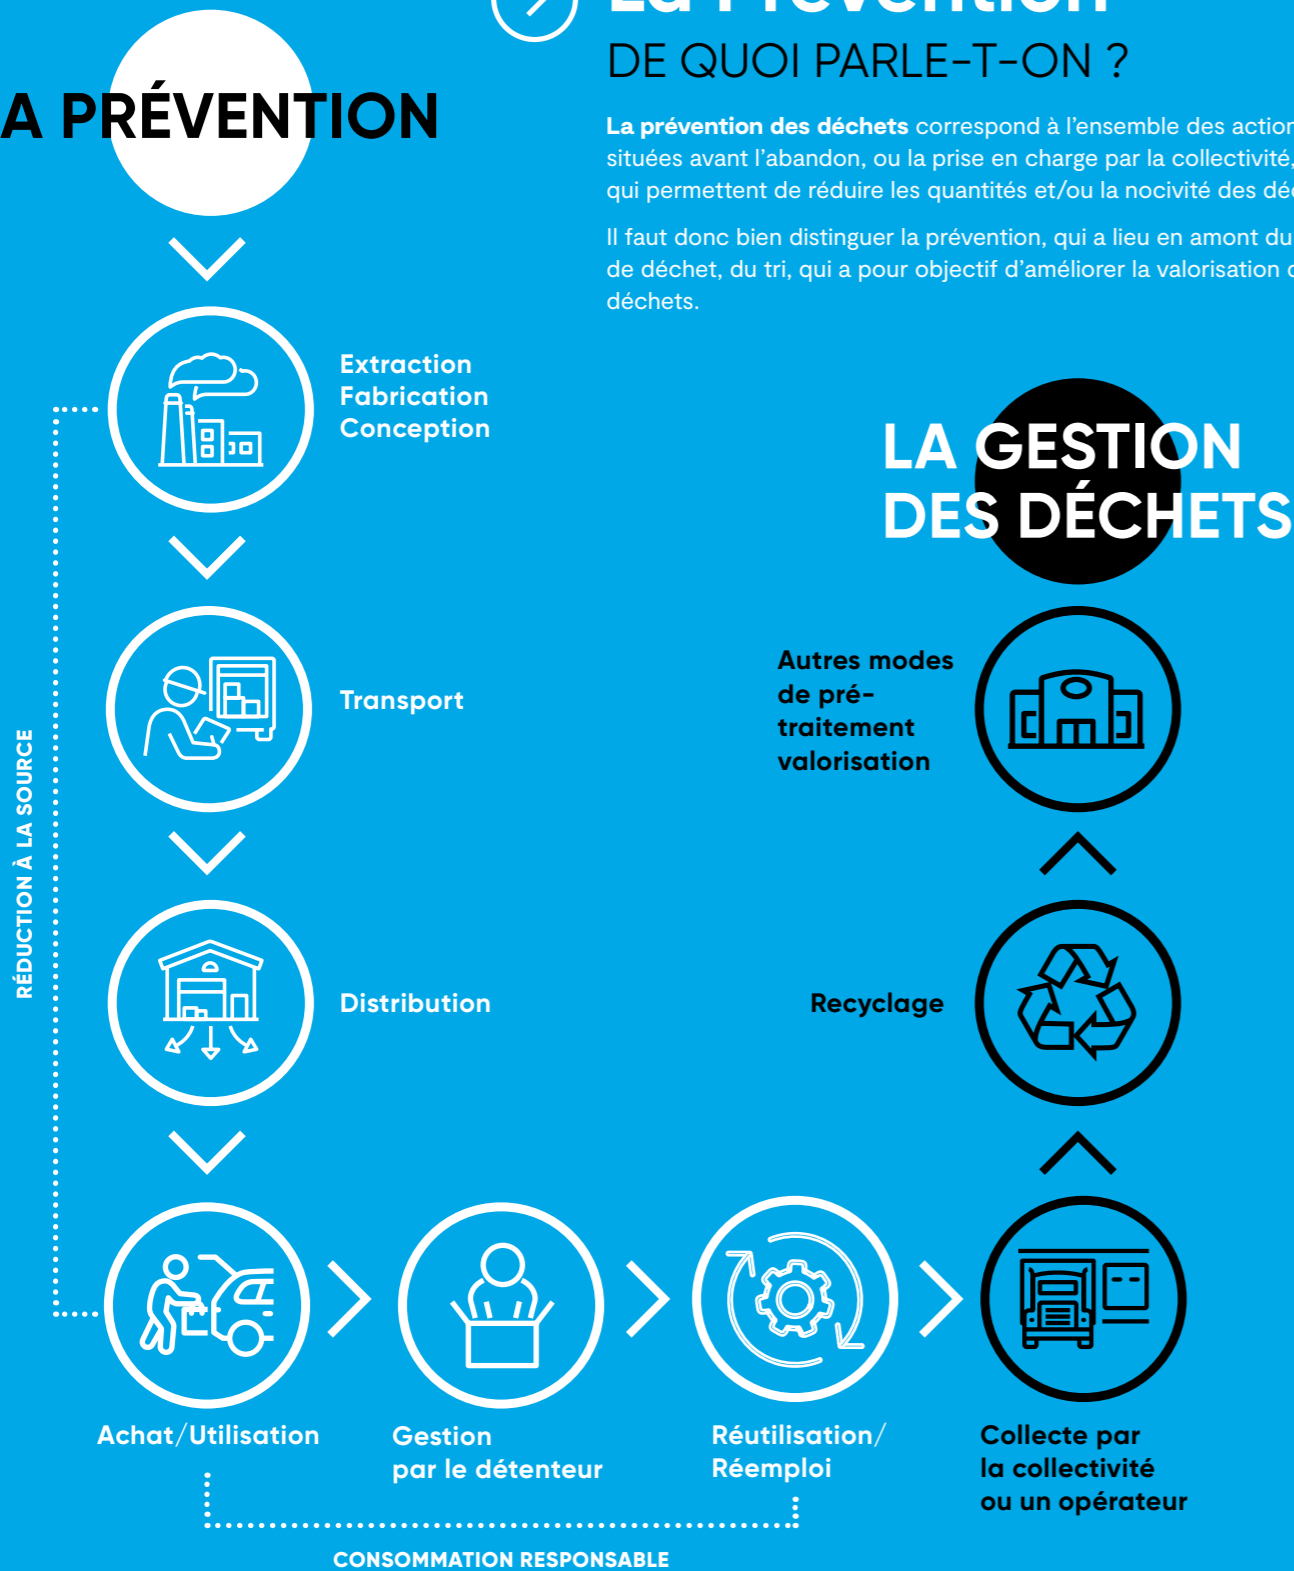 La Prévention
DE QUOI PARLE-T-ON ?
A PRÉVENTION
La prévention des déchets correspond à l'ensemble des action
situées avant l'abandon, ou la prise en charge par la collectivité,
qui permettent de réduire les quantités et/ou la nocivité des dé
Il faut donc bien distinguer la prévention, qui a lieu en amont du
de déchet, du tri, qui a pour objectif d'améliorer la valorisation
déchets.
Extraction
Fabrication
Conception
Transport
Distribution
RÉDUCTION À LA SOURCE
Achat/Utilisation
Gestion
par le détenteur
Réutilisation/
Réemploi
CONSOMMATION RESPONSABLE
LA GESTION
DES DÉCHETS
Autres modes
de pré-
traitement
valorisation
Recyclage
Collecte par
la collectivité
ou un opérateur